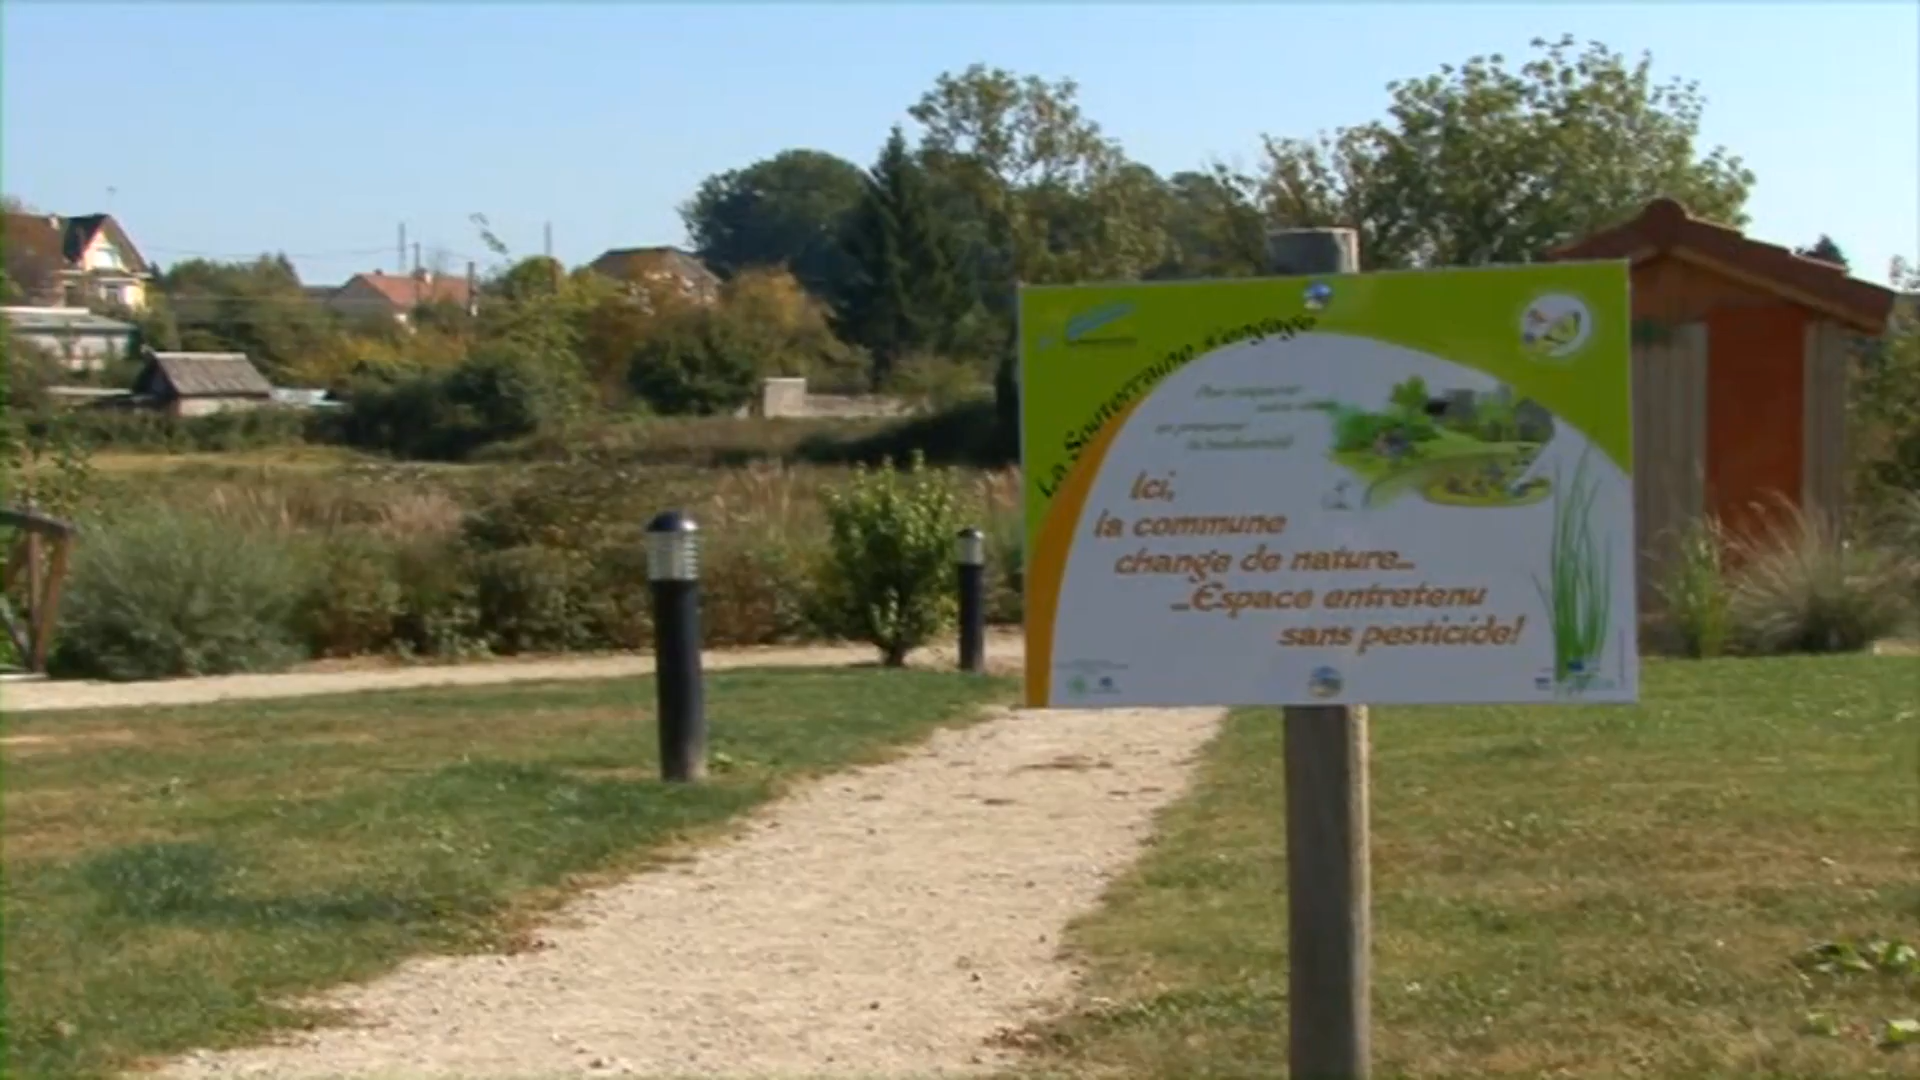 La Souterraine s'engage
Ici,
la commune
change de nature...
...Espace entretenu
sans pesticide!